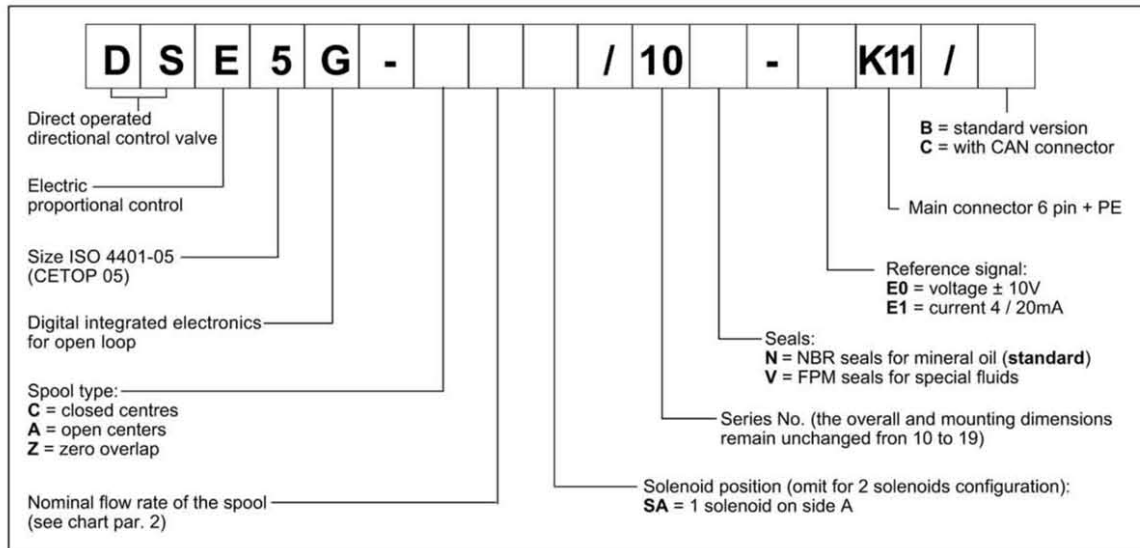 D S E 5 G - / 10 - K11 /
Direct operated
directional control valve
Electric
proportional control
Size ISO 4401-05
(CETOP 05)
Digital integrated electronics
for open loop
Spool type:
C = closed centres
A = open centers
Z = zero overlap
Nominal flow rate of the spool
(see chart par. 2)
B = standard version
C = with CAN connector
Main connector 6 pin + PE
Reference signal:
E0 = voltage ± 10V
E1 = current 4 / 20mA
Seals:
N = NBR seals for mineral oil (standard)
V = FPM seals for special fluids
Series No. (the overall and mounting dimensions
remain unchanged fron 10 to 19)
Solenoid position (omit for 2 solenoids configuration):
SA = 1 solenoid on side A